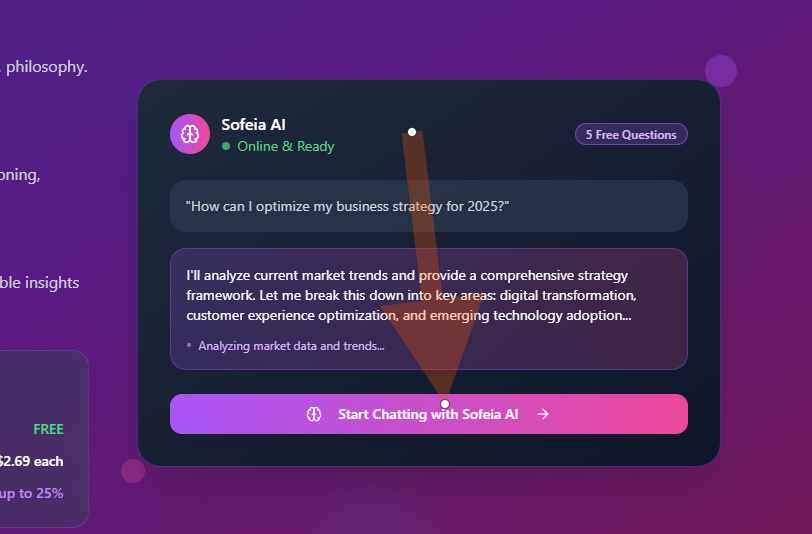 philosophy.
oning,
ble insights
FREE
$2.69 each
up to 25%
Sofeia AI
Online & Ready
5 Free Questions
"How can I optimize my business strategy for 2025?"
I'll analyze current market trends and provide a comprehensive strategy
framework. Let me break this down into key areas: digital transformation,
customer experience optimization, and emerging technology adoption...
Analyzing market data and trends...
Start Chatting with Sofeia AI